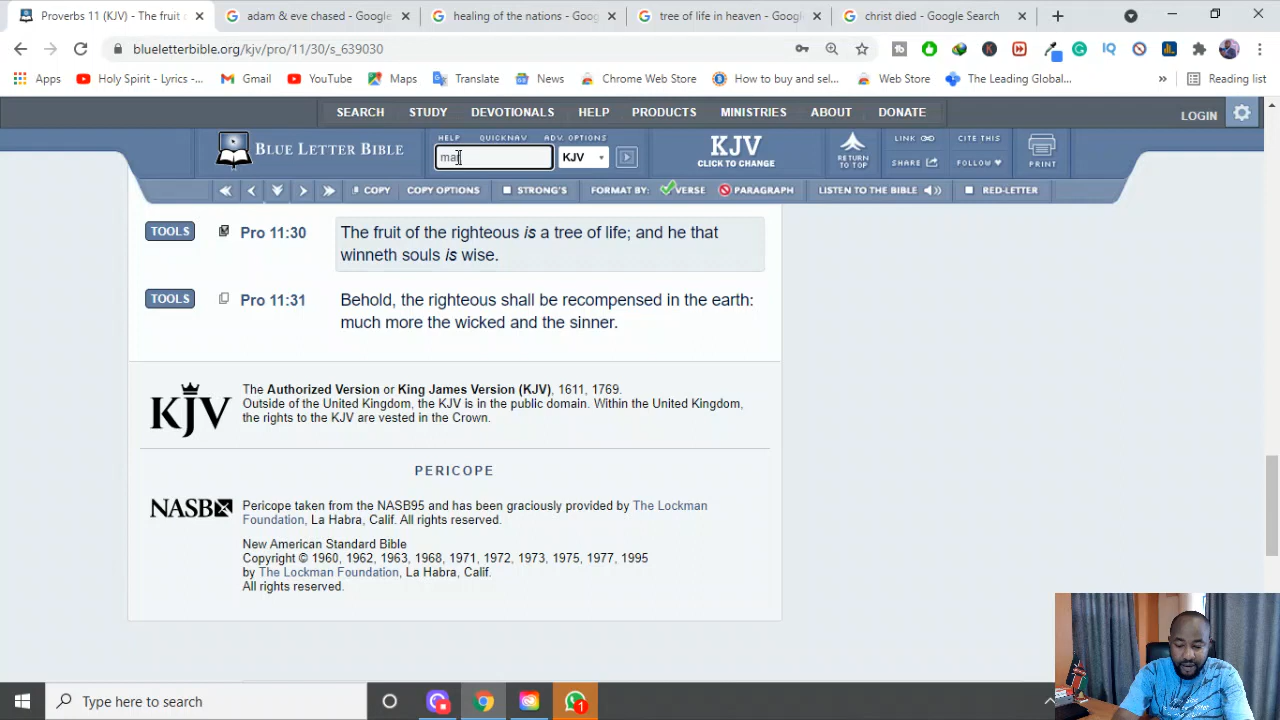 Proverbs 11 (KJV) - The fruit
adam & eve chased - Google
healing of the nations - Goog
tree of life in heaven - Goog
christ died - Google Search
blueletterbible.org/kjv/pro/11/30/s_639030
Apps
Holy Spirit - Lyrics -...
Gmail
YouTube
Maps
Translate
News
Chrome Web Store
How to buy and sel...
Web Store
The Leading Global...
»
Reading list
SEARCH STUDY DEVOTIONALS HELP PRODUCTS MINISTRIES ABOUT DONATE
LOGIN
BLUE LETTER BIBLE
HELP QUICKNAV ADV. OPTIONS
mar
KJV
KJV
CLICK TO CHANGE
RETURN
TO TOP
LINK
SHARE
CITE THIS
FOLLOW
PRINT
COPY COPY OPTIONS STRONG'S FORMAT BY: VERSE PARAGRAPH LISTEN TO THE BIBLE RED-LETTER
TOOLS Pro 11:30 The fruit of the righteous is a tree of life; and he that
winneth souls is wise.
TOOLS Pro 11:31 Behold, the righteous shall be recompensed in the earth:
much more the wicked and the sinner.
KJV
The Authorized Version or King James Version (KJV), 1611, 1769.
Outside of the United Kingdom, the KJV is in the public domain. Within the United Kingdom,
the rights to the KJV are vested in the Crown.
PERICOPE
NASB
Pericope taken from the NASB95 and has been graciously provided by The Lockman
Foundation, La Habra, Calif. All rights reserved.
New American Standard Bible
Copyright © 1960, 1962, 1963, 1968, 1971, 1972, 1973, 1975, 1977, 1995
by The Lockman Foundation, La Habra, Calif.
All rights reserved.
Type here to search
1